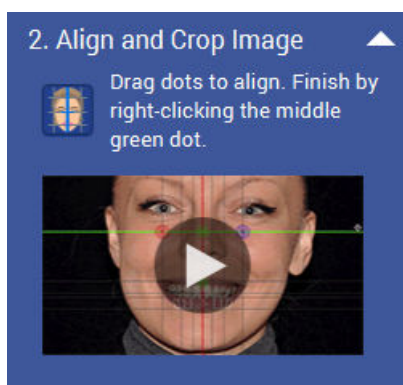 2. Align and Crop Image
Drag dots to align. Finish by
right-clicking the middle
green dot.